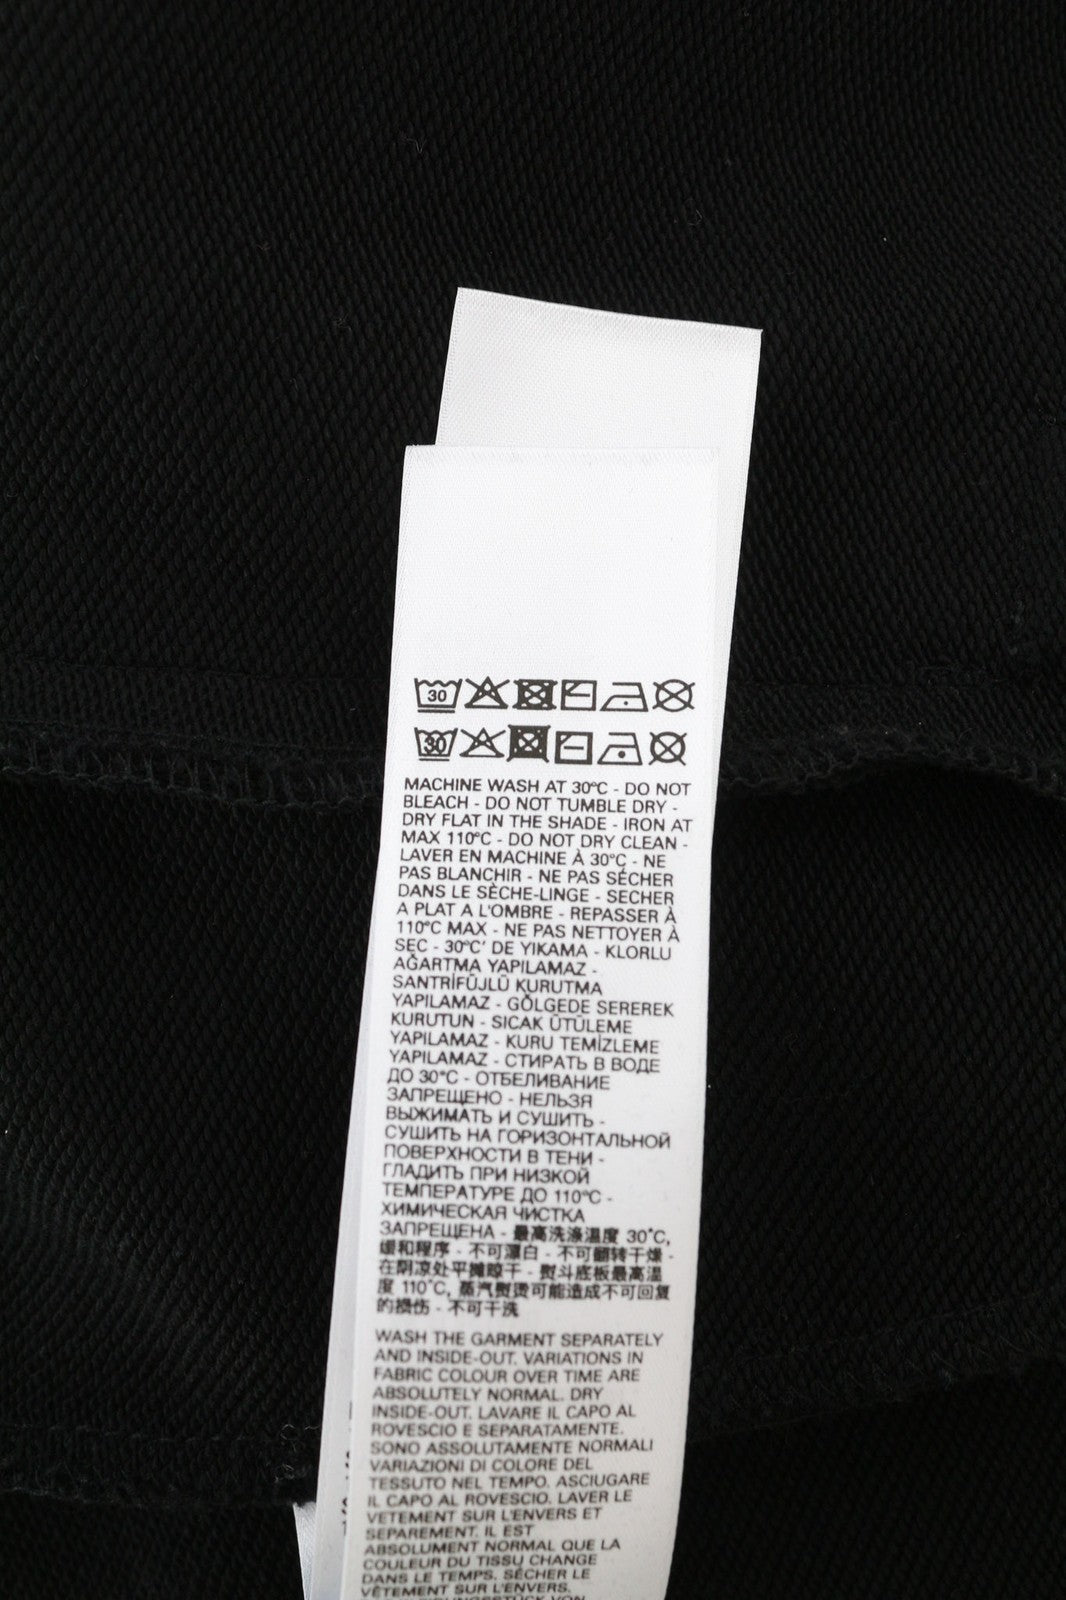 30
30
MACHINE WASH AT 30°C - DO NOT
BLEACH - DO NOT TUMBLE DRY -
DRY FLAT IN THE SHADE - IRON AT
MAX 110°C - DO NOT DRY CLEAN -
LAVER EN MACHINE À 30°C - NE
PAS BLANCHIR - NE PAS SÉCHER
DANS LE SÈCHE-LINGE - SECHER
A PLAT A L'OMBRE - REPASSER À
110°C MAX - NE PAS NETTOYER À
SEC - 30°C' DE YIKAMA - KLORLU
AĞARTMA YAPILAMAZ -
SANTRİFÜJLÜ KURUTMA
YAPILAMAZ - GÖLGEDE SEREREK
KURUTUN - SICAK ÜTÜLEME
YAPILAMAZ - KURU TEMİZLEME
YAPILAMAZ - СТИРАТЬ В ВОДЕ
ДО 30°C - ОТБЕЛИВАНИЕ
ЗАПРЕЩЕНО - НЕЛЬЗЯ
ВЫЖИМАТЬ И СУШИТЬ -
СУШИТЬ НА ГОРИЗОНТАЛЬНОЙ
ПОВЕРХНОСТИ В ТЕНИ -
ГЛАДИТЬ ПРИ НИЗКОЙ
ТЕМПЕРАТУРЕ ДО 110°C -
ХИМИЧЕСКАЯ ЧИСТКА
ЗАПРЕЩЕНА - 最高洗涤温度 30°C,
缓和程序 - 不可漂白 - 不可翻转干燥 -
在阴凉处平摊晾干 - 熨斗底板最高温
度 110°C, 蒸汽熨烫可能造成不可回复
的损伤 - 不可干洗
WASH THE GARMENT SEPARATELY
AND INSIDE-OUT. VARIATIONS IN
FABRIC COLOUR OVER TIME ARE
ABSOLUTELY NORMAL. DRY
INSIDE-OUT. LAVARE IL CAPO AL
ROVESCIO E SEPARATAMENTE.
SONO ASSOLUTAMENTE NORMALI
VARIAZIONI DI COLORE DEL
TESSUTO NEL TEMPO. ASCIUGARE
IL CAPO AL ROVESCIO. LAVER LE
VETEMENT SUR L'ENVERS ET
SEPAREMENT. IL EST
ABSOLUMENT NORMAL QUE LA
COULEUR DU TISSU CHANGE
DANS LE TEMPS. SÉCHER LE
VÊTEMENT SUR L'ENVERS.